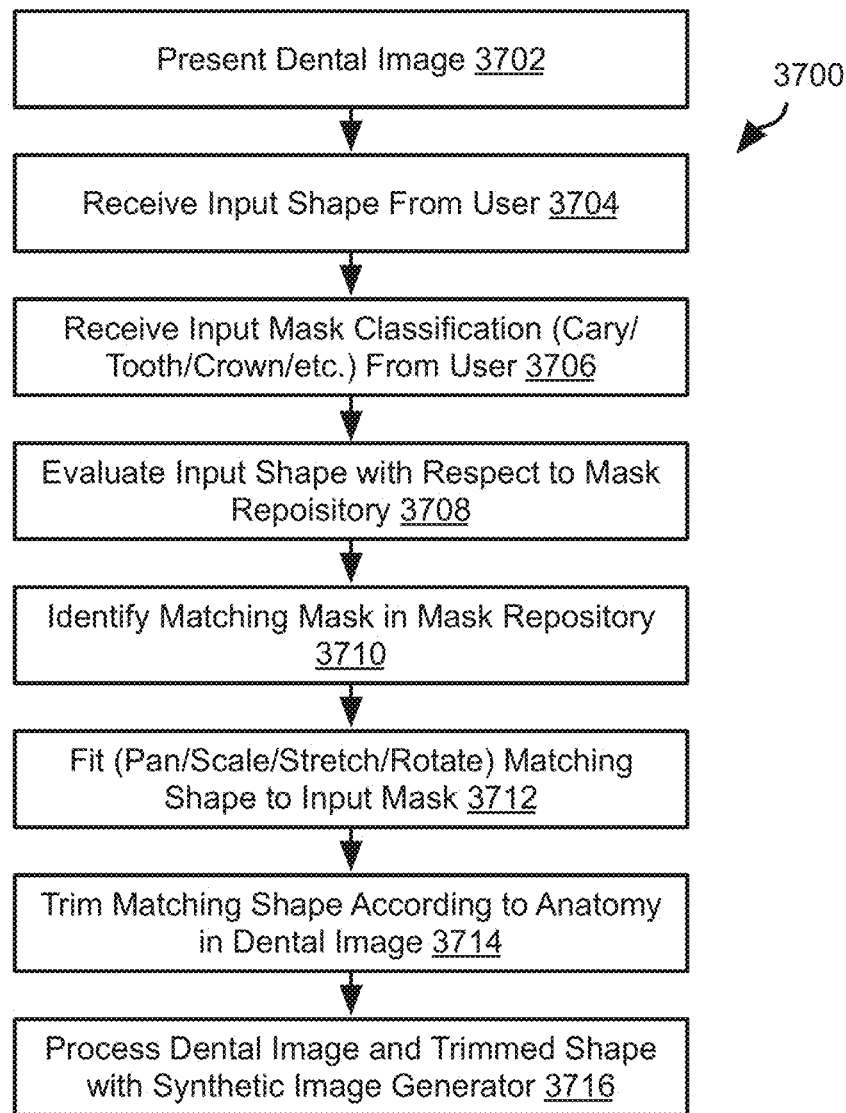 Present Dental Image 3702
3700
Receive Input Shape From User 3704
Receive Input Mask Classification (Cary/
Tooth/Crown/etc.) From User 3706
Evaluate Input Shape with Respect to Mask
Repoisitory 3708
Identify Matching Mask in Mask Repository
3710
Fit (Pan/Scale/Stretch/Rotate) Matching
Shape to Input Mask 3712
Trim Matching Shape According to Anatomy
in Dental Image 3714
Process Dental Image and Trimmed Shape
with Synthetic Image Generator 3716